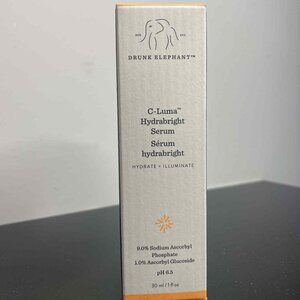 DRUNK ELEPHANT™
C-Luma™
Hydrabright
Serum
Sérum
hydrabright
HYDRATE + ILLUMINATE
9.0% Sodium Ascorbyl
Phosphate
1.0% Ascorbyl Glucoside
pH 6.5
30 ml / 1 fl oz